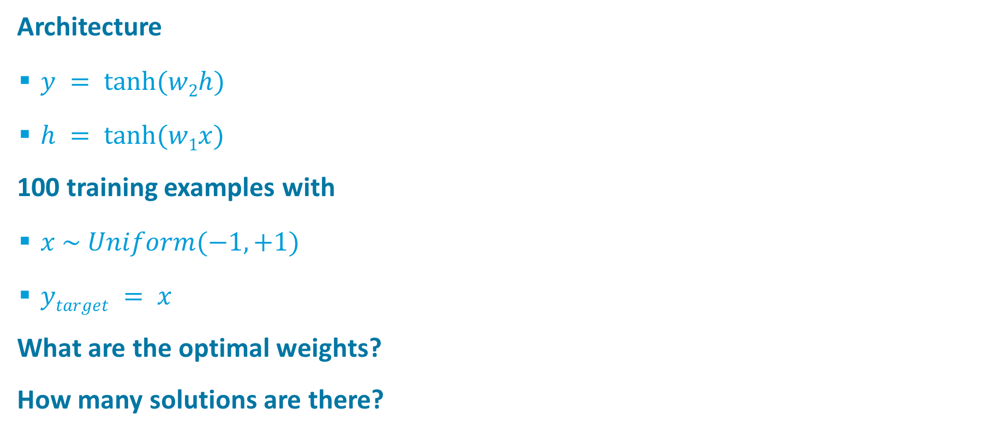 Architecture
▪ y = tanh(w₂h)
▪ h = tanh(w₁x)
100 training examples with
▪ x ~ Uniform(−1, +1)
▪ y_target = x
What are the optimal weights?
How many solutions are there?